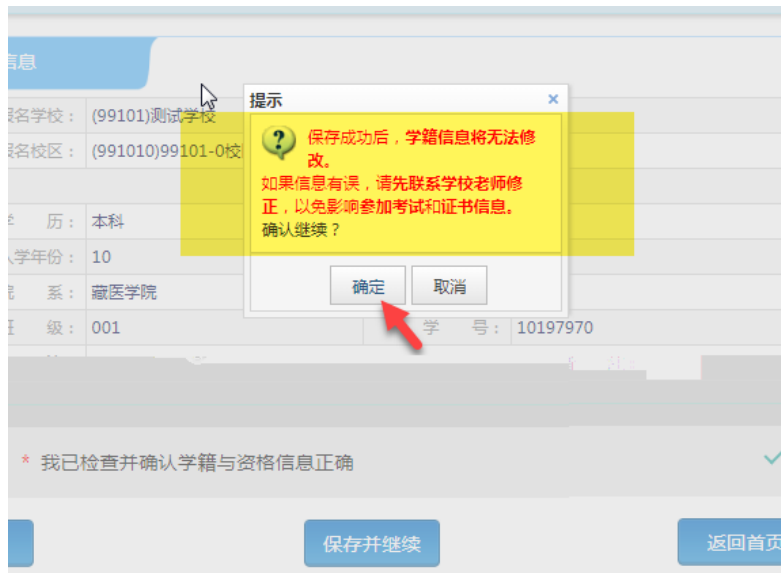 信息
提示
报名学校： (99101)测试学校
保存成功后，学籍信息将无法修
改。
报名校区： (991010)99101-0校
如果信息有误，请先联系学校老师修
正，以免影响参加考试和证书信息。
历： 本科
确认继续？
入学年份： 10
系： 藏医学院
确定 取消
级： 001
学 号： 10197970
* 我已检查并确认学籍与资格信息正确
保存并继续
返回首页